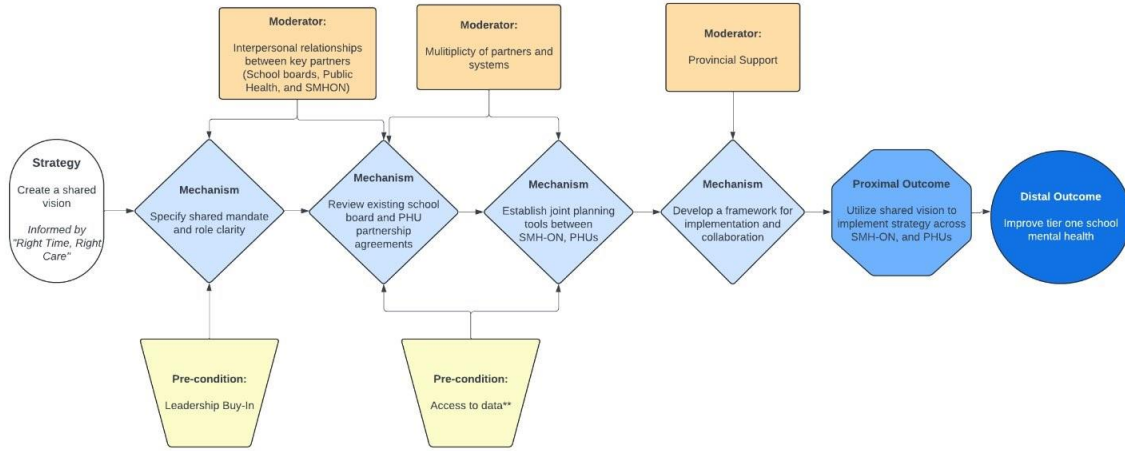 Moderator:
Interpersonal relationships
between key partners
(School boards, Public
Health, and SMHON)
Moderator:
Mulitiplicty of partners and
systems
Moderator:
Provincial Support
Strategy
Create a shared
vision
Informed by
"Right Time, Right
Care"
Mechanism
Specify shared mandate
and role clarity
Mechanism
Review existing school
board and PHU
partnership
agreements
Mechanism
Establish joint planning
tools between
SMH-ON, PHUs
Mechanism
Develop a framework for
implementation and
collaboration
Proximal Outcome
Utilize shared vision to
implement strategy across
SMH-ON, and PHUs
Distal Outcome
Improve tier one school
mental health
Pre-condition:
Leadership Buy-In
Pre-condition:
Access to data**